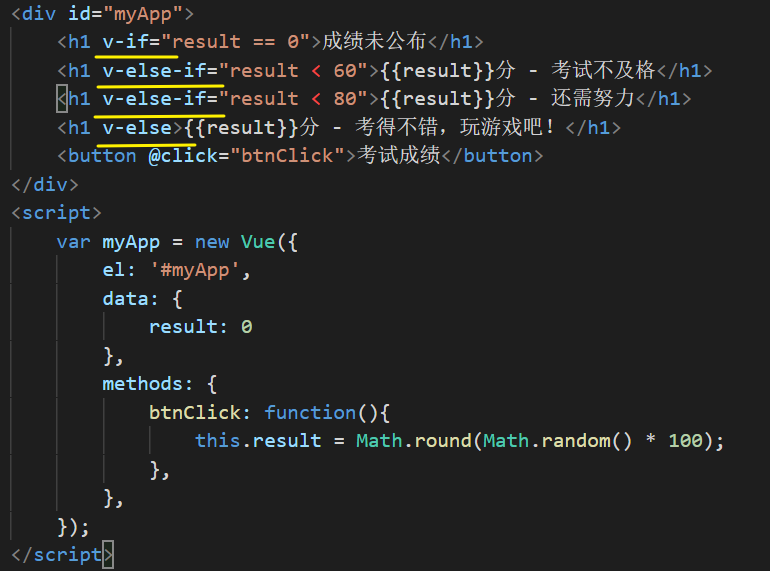 <div id="myApp">
    <h1 v-if="result == 0">成绩未公布</h1>
    <h1 v-else-if="result < 60">{{result}}分 - 考试不及格</h1>
    <h1 v-else-if="result < 80">{{result}}分 - 还需努力</h1>
    <h1 v-else>{{result}}分 - 考得不错，玩游戏吧！</h1>
    <button @click="btnClick">考试成绩</button>
</div>
<script>
    var myApp = new Vue({
        el: '#myApp',
        data: {
            result: 0
        },
        methods: {
            btnClick: function(){
                this.result = Math.round(Math.random() * 100);
            },
        },
    });
</script>